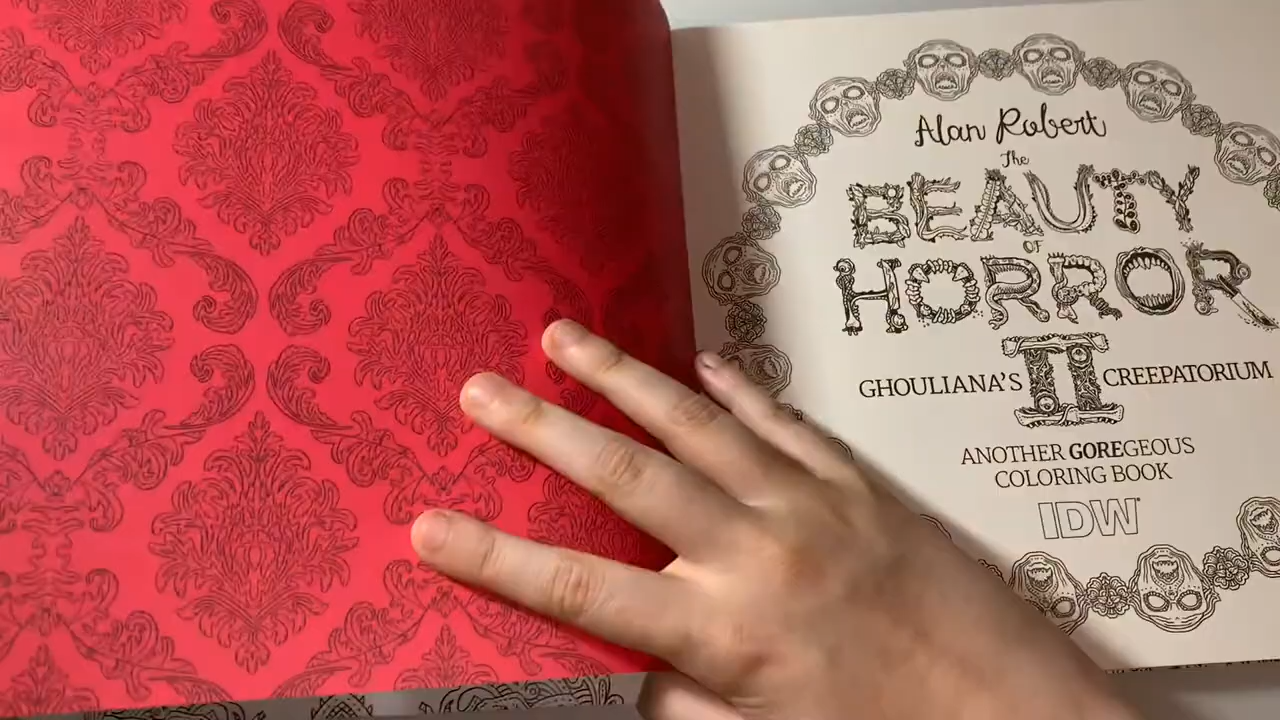 Alan Robert
The
BEAUTY
OF
HORROR
II
GHOULIANA'S CREEPATORIUM
ANOTHER GOREGEOUS
COLORING BOOK
IDW